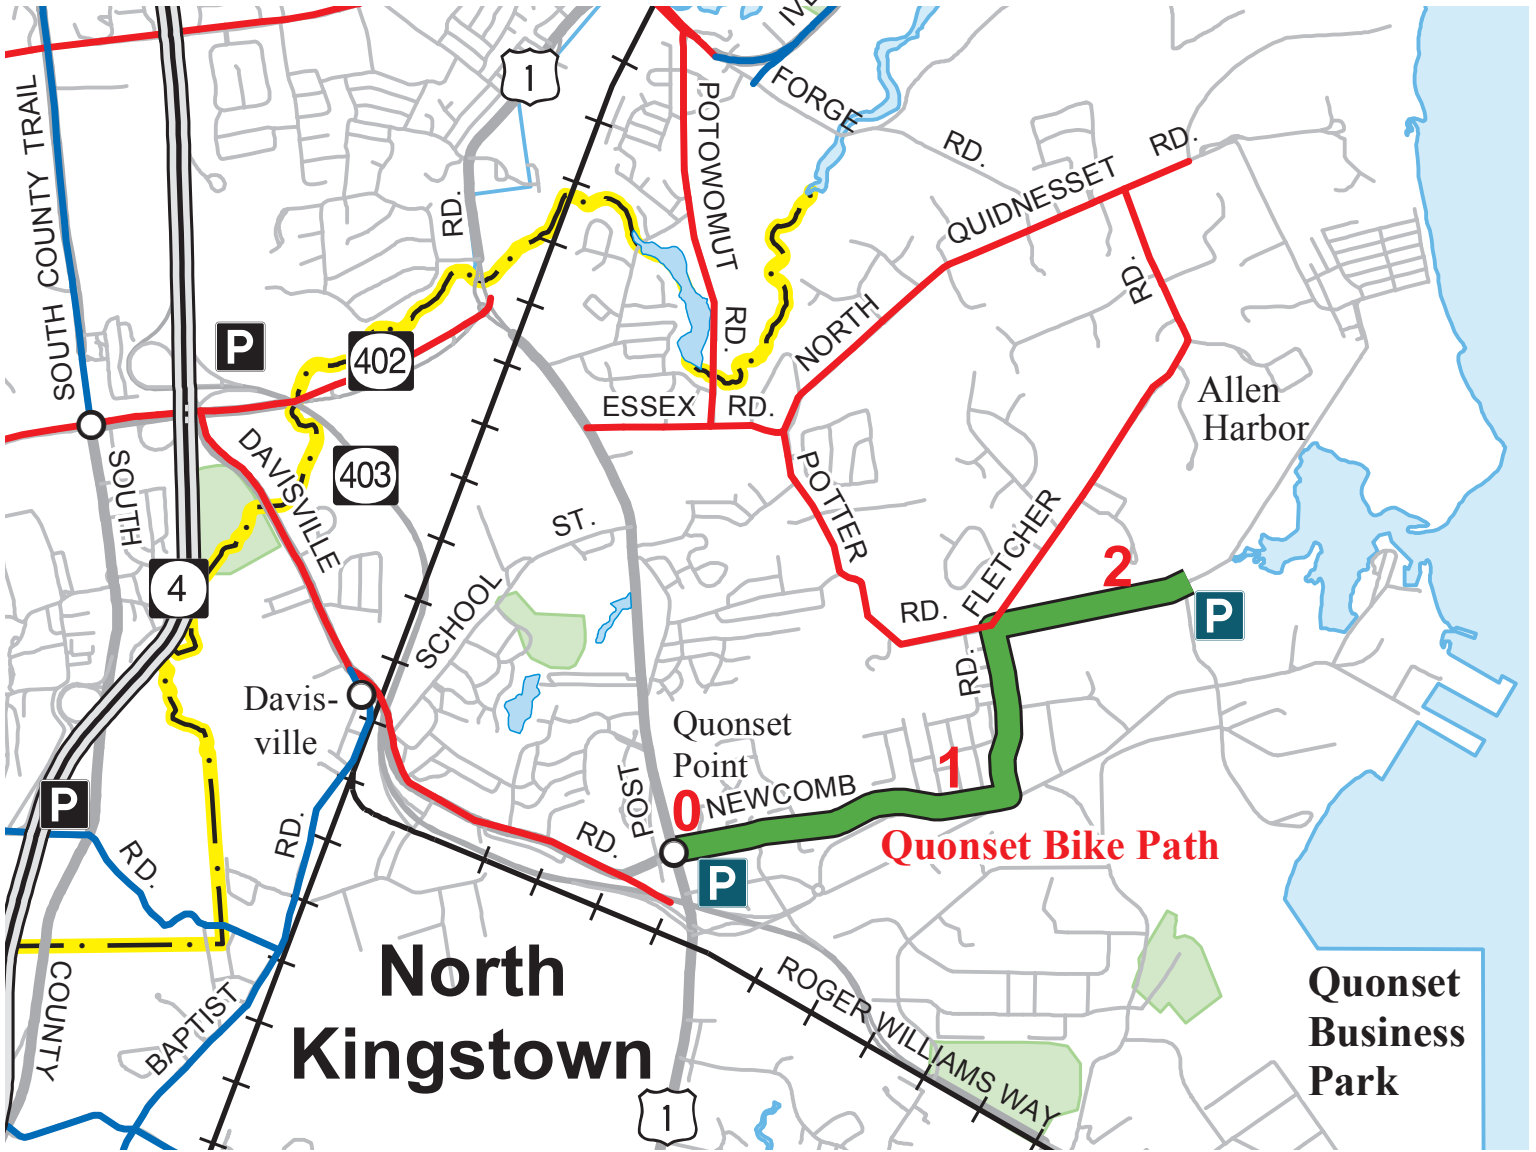 IVE
1
FORGE
RD.
SOUTH COUNTY TRAIL
POTOWOMUT
RD.
RD.
QUIDNESSET
RD.
RD.
NORTH
P
402
ESSEX
RD.
Allen
Harbor
DAVISVILLE
403
SOUTH
POTTER
ST.
FLETCHER
4
SCHOOL
RD.
2
P
RD.
Davis-
ville
Quonset
Point
POST
0
NEWCOMB
1
P
RD.
RD.
RD.
Quonset Bike Path
P
North
Kingstown
COUNTY
BAPTIST
ROGER WILLIAMS WAY
Quonset
Business
Park
1